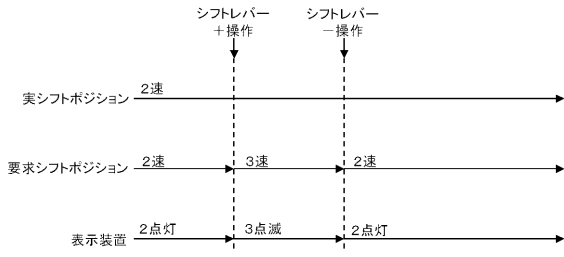 シフトレバー
＋操作
シフトレバー
－操作
実シフトポジション
2速
要求シフトポジション
2速
3速
2速
表示装置
2点灯
3点滅
2点灯